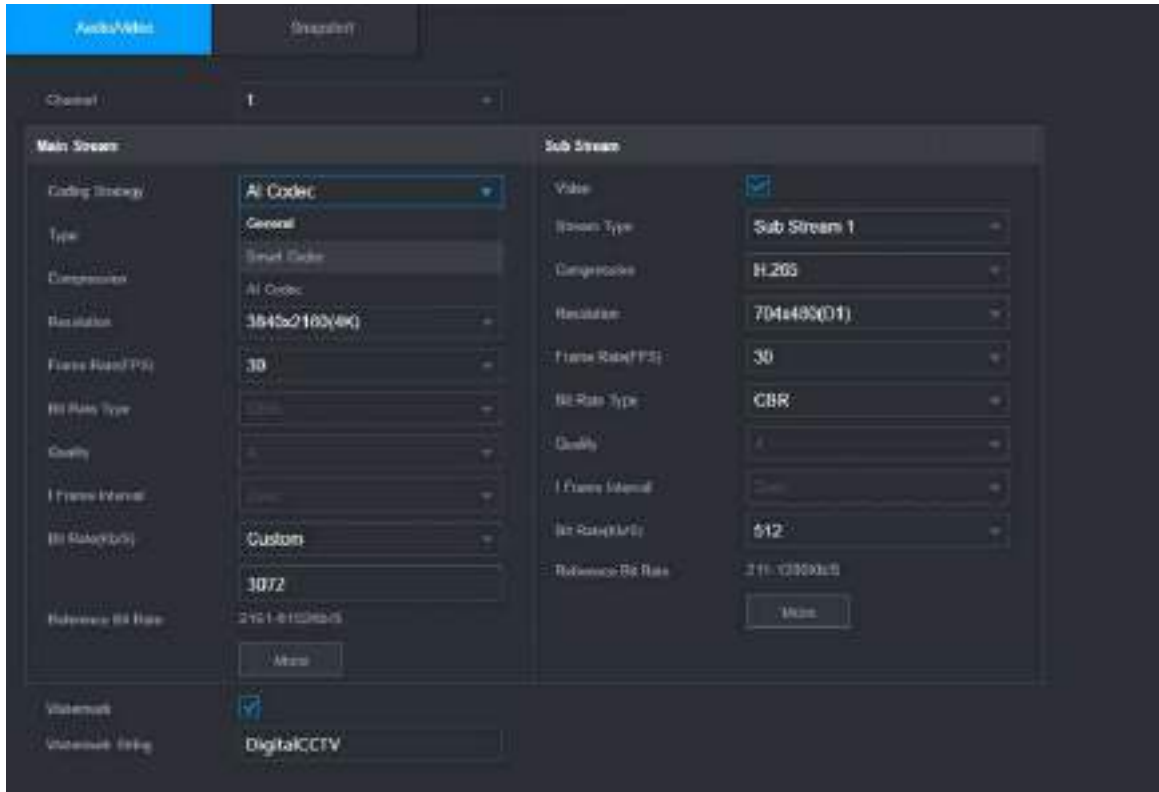 Audio/Video Snapshot
Channel 1
Main Stream
Coding Strategy AI Codec
General
Smart Codec
AI Codec
Type
Compression
Resolution 3840x2160(4K)
Frame Rate(FPS) 30
Bit Rate Type
Quality
I Frame Interval
Bit Rate(Kb/S) Custom
3072
Reference Bit Rate
More
Sub Stream
Video
Stream Type Sub Stream 1
Compression H.265
Resolution 704x480(D1)
Frame Rate(FPS) 30
Bit Rate Type CBR
Quality
I Frame Interval
Bit Rate(Kb/S) 512
Reference Bit Rate
More
Watermark
Watermark String DigitalCCTV